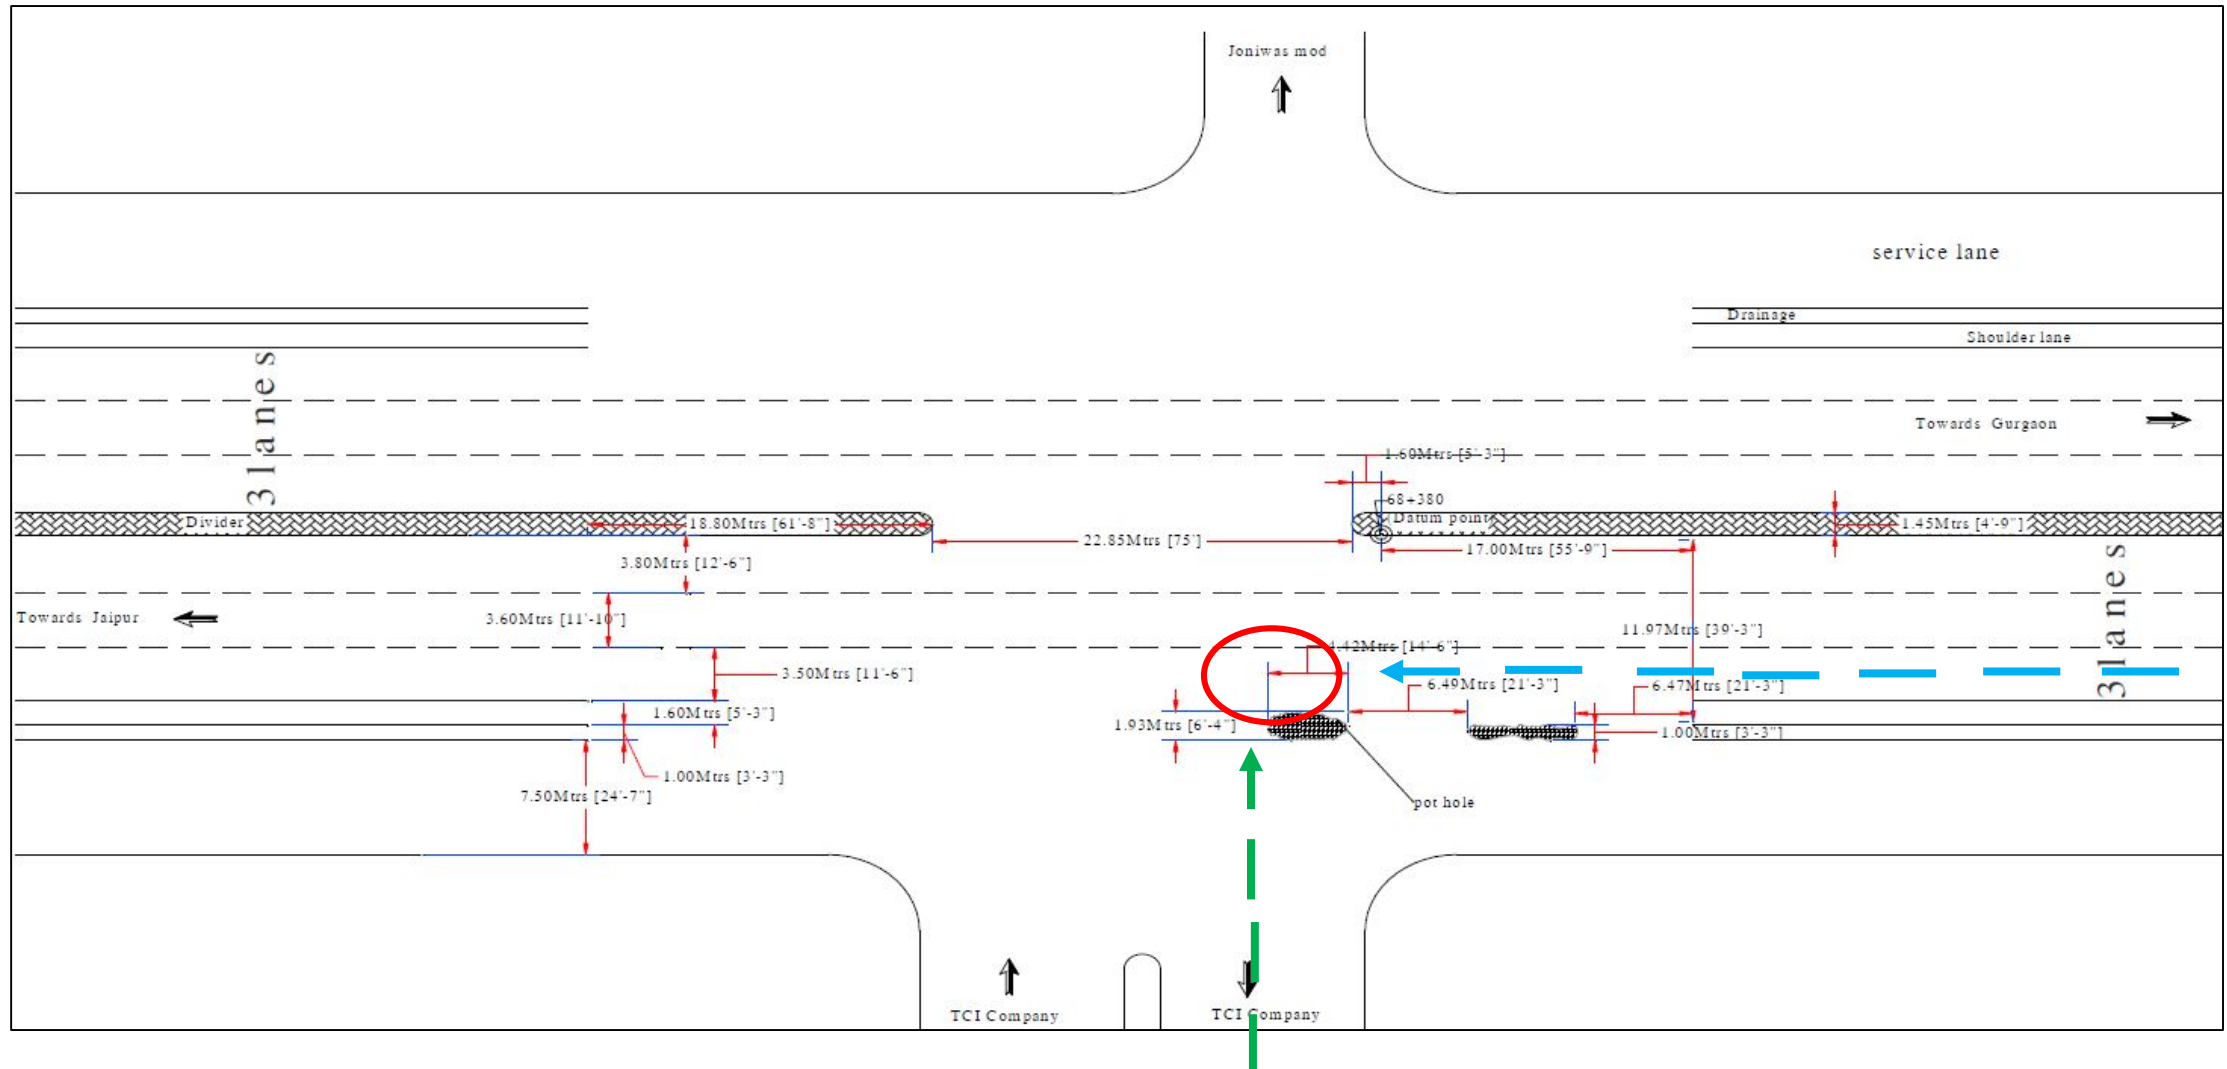 Joniwas mod
service lane
Drainage
Shoulder lane
3 lanes
Towards Gurgaon
1.60Mtrs [5'-3"]
68+380
Datum point
Divider
18.80Mtrs [61'-8"]
1.45Mtrs [4'-9"]
22.85Mtrs [75']
17.00Mtrs [55'-9"]
3.80Mtrs [12'-6"]
3 lanes
Towards Jaipur
3.60Mtrs [11'-10"]
11.97Mtrs [39'-3"]
4.42Mtrs [14'-6"]
3.50Mtrs [11'-6"]
6.49Mtrs [21'-3"]
6.47Mtrs [21'-3"]
1.60Mtrs [5'-3"]
1.93Mtrs [6'-4"]
1.00Mtrs [3'-3"]
1.00Mtrs [3'-3"]
7.50Mtrs [24'-7"]
pot hole
TCI Company
TCI Company